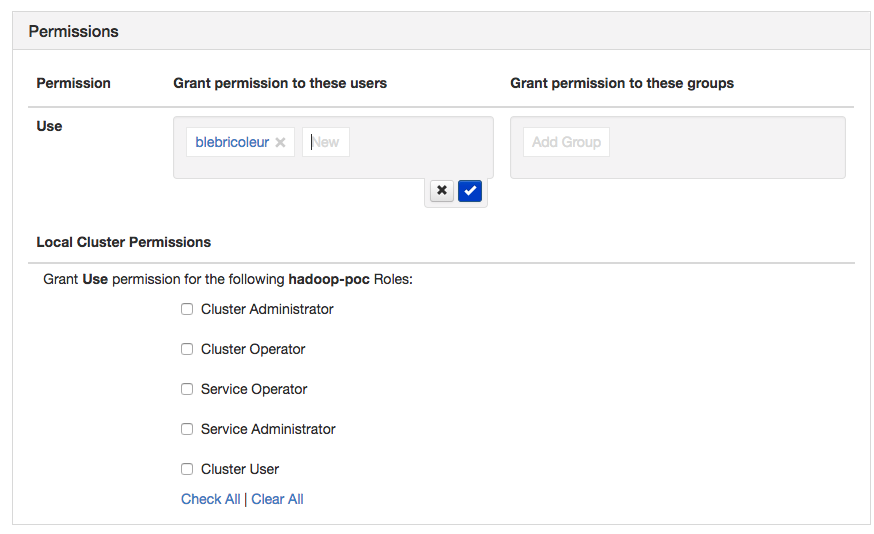 Permissions
Permission Grant permission to these users Grant permission to these groups
Use
blebricoleur New Add Group
Local Cluster Permissions
Grant Use permission for the following hadoop-poc Roles:
Cluster Administrator
Cluster Operator
Service Operator
Service Administrator
Cluster User
Check All | Clear All